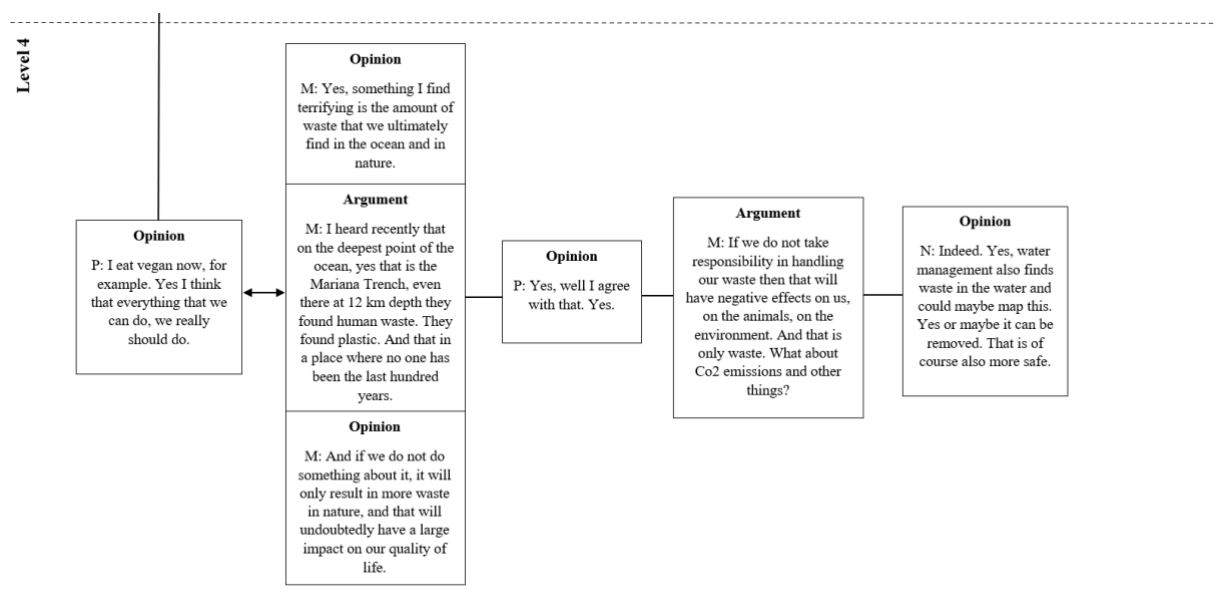 Level 4
Opinion
P: I eat vegan now, for
example. Yes I think
that everything that we
can do, we really
should do.
Opinion
M: Yes, something I find
terrifying is the amount of
waste that we ultimately
find in the ocean and in
nature.
Argument
M: I heard recently that
on the deepest point of the
ocean, yes that is the
Mariana Trench, even
there at 12 km depth they
found human waste. They
found plastic. And that in
a place where no one has
been the last hundred
years.
Opinion
M: And if we do not do
something about it, it will
only result in more waste
in nature, and that will
undoubtedly have a large
impact on our quality of
life.
Opinion
P: Yes, well I agree
with that. Yes.
Argument
M: If we do not take
responsibility in handling
our waste then that will
have negative effects on us,
on the animals, on the
environment. And that is
only waste. What about
Co2 emissions and other
things?
Opinion
N: Indeed. Yes, water
management also finds
waste in the water and
could maybe map this.
Yes or maybe it can be
removed. That is of
course also more safe.